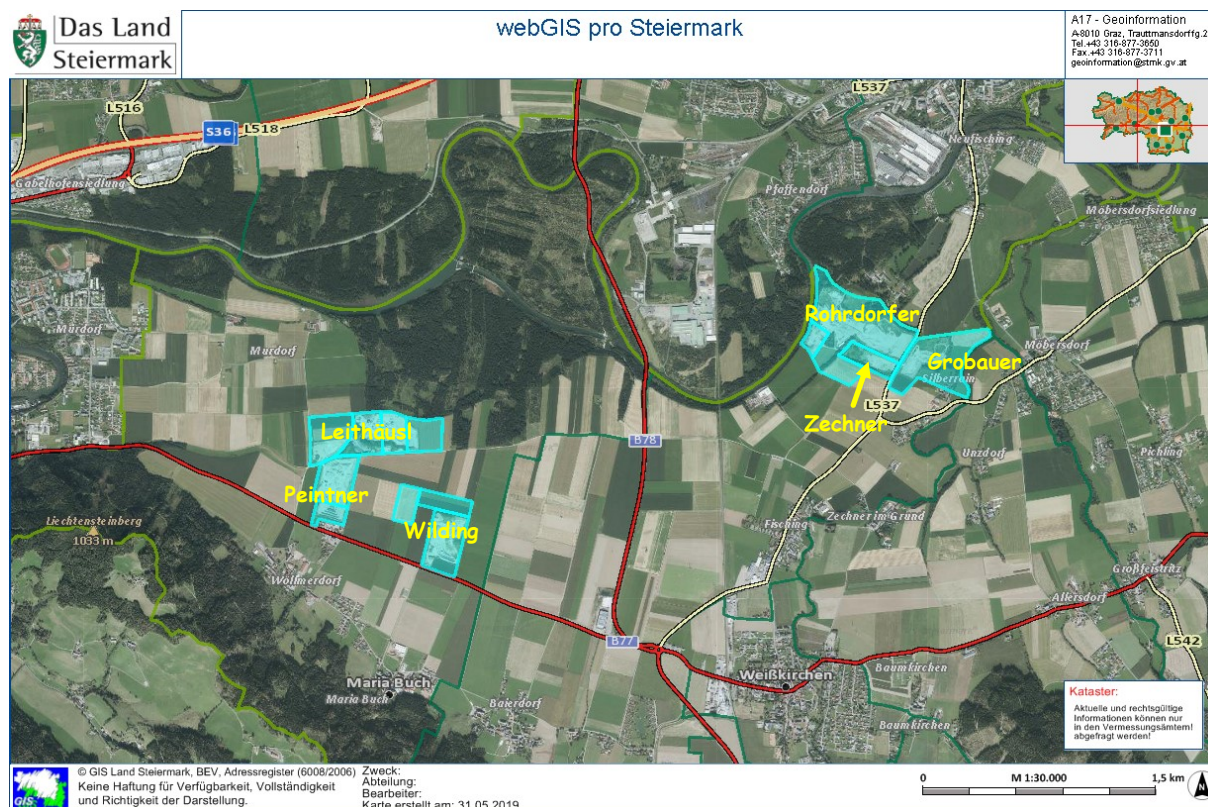 Das Land
Steiermark
webGIS pro Steiermark
A17 - Geoinformation
A-8010 Graz, Trauttmansdorffg.2
Tel.+43 316-877-3650
Fax.+43 316-877-3711
geoinformation@stmk.gv.at
L516
L518
S36
L537
Gabelhofensiedlung
Neufisching
Pfaffendorf
Möbersdorfsiedlung
Murdorf
Murdorf
Rohrdorfer
Möbersdorf
Grobauer
Silberrain
L537
Zechner
Leithäusl
B78
Unzdorf
Pichling
Peintner
Wilding
Zechner im Grund
Fisching
Liechtensteinberg
1033 m
Wöllmerdorf
Großfeistritz
Allersdorf
B77
L542
Baumkirchen
Weißkirchen
Maria Buch
Maria Buch
Baierdorf
Baumkirchen
Kataster:
Aktuelle und rechtsgültige
Informationen können nur
in den Vermessungsämtern!
abgefragt werden!
GIS
© GIS Land Steiermark, BEV, Adressregister (6008/2006)
Keine Haftung für Verfügbarkeit, Vollständigkeit
und Richtigkeit der Darstellung.
Zweck:
Abteilung:
Bearbeiter:
Karte erstellt am: 31.05.2019
0 M 1:30.000 1,5 km
N